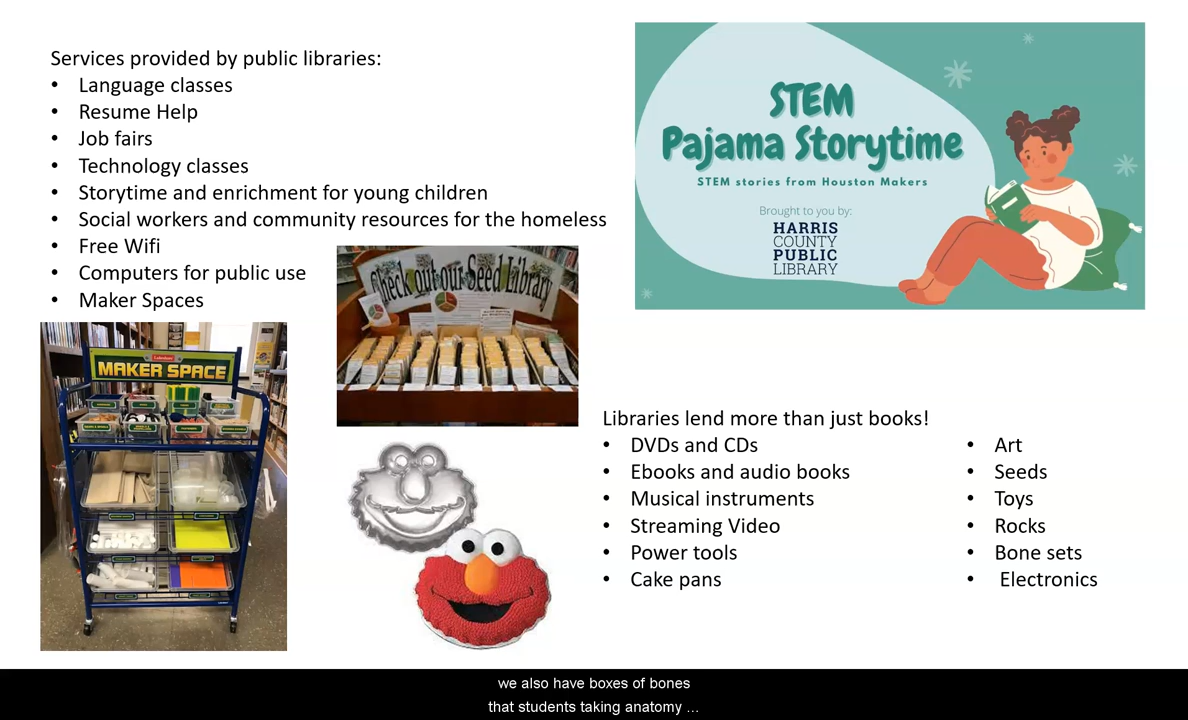 Services provided by public libraries:
• Language classes
• Resume Help
• Job fairs
• Technology classes
• Storytime and enrichment for young children
• Social workers and community resources for the homeless
• Free Wifi
• Computers for public use
• Maker Spaces
STEM
Pajama Storytime
STEM stories from Houston Makers
Brought to you by:
HARRIS
COUNTY
PUBLIC
LIBRARY
Check out our Seed Library
MAKER SPACE
Libraries lend more than just books!
• DVDs and CDs
• Ebooks and audio books
• Musical instruments
• Streaming Video
• Power tools
• Cake pans
• Art
• Seeds
• Toys
• Rocks
• Bone sets
• Electronics
we also have boxes of bones
that students taking anatomy ...